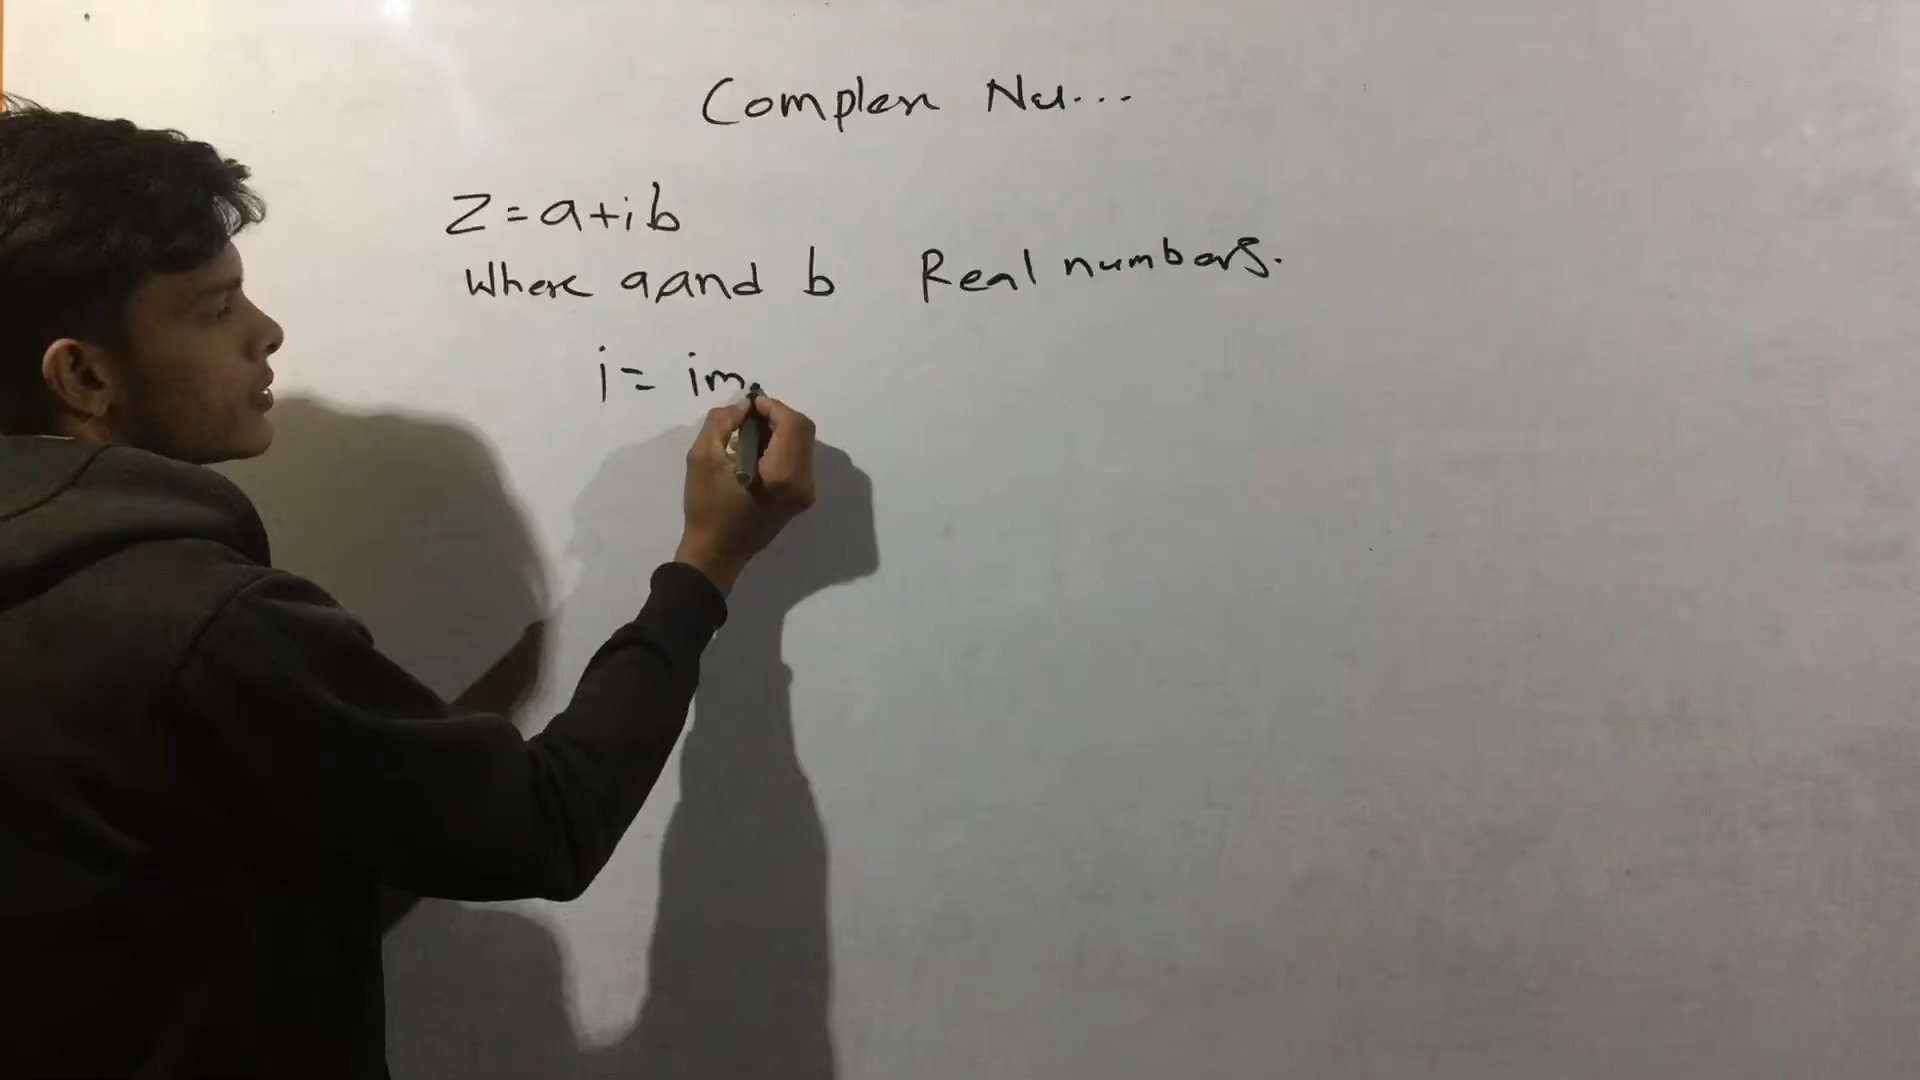 Complex Nu...
Z=a+ib
Where a and b Real numbers.
i= im